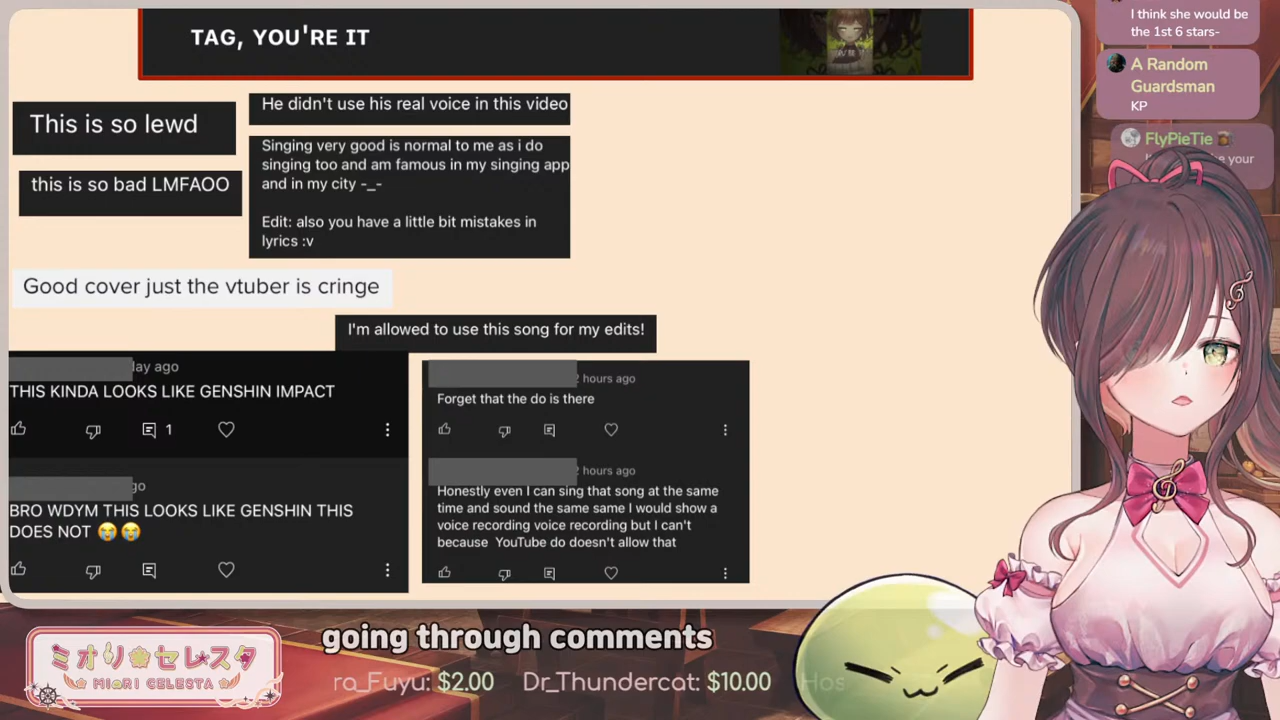 TAG, YOU'RE IT
This is so lewd
this is so bad LMFAOO
He didn't use his real voice in this video
Singing very good is normal to me as i do
singing too and am famous in my singing app
and in my city -_-
Edit: also you have a little bit mistakes in
lyrics :v
Good cover just the vtuber is cringe
I'm allowed to use this song for my edits!
day ago
THIS KINDA LOOKS LIKE GENSHIN IMPACT
1
go
BRO WDYM THIS LOOKS LIKE GENSHIN THIS
DOES NOT 😭😭
2 hours ago
Forget that the do is there
2 hours ago
Honestly even I can sing that song at the same
time and sound the same same I would show a
voice recording voice recording but I can't
because YouTube do doesn't allow that
I think she would be
the 1st 6 stars-
A Random
Guardsman
KP
FlyPieTie
your
going through comments
ra_Fuyu: $2.00 Dr_Thundercat: $10.00 Hos
ミオリ セレスタ
MIORI CELESTA